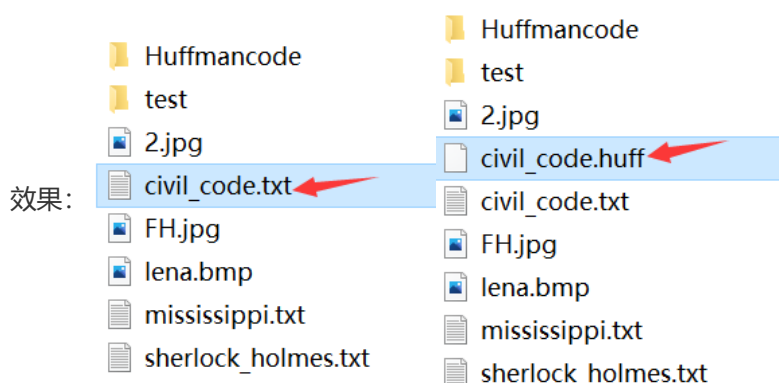 效果:
Huffmancode
test
2.jpg
civil_code.txt
FH.jpg
lena.bmp
mississippi.txt
sherlock_holmes.txt
Huffmancode
test
2.jpg
civil_code.huff
civil_code.txt
FH.jpg
lena.bmp
mississippi.txt
sherlock_holmes.txt